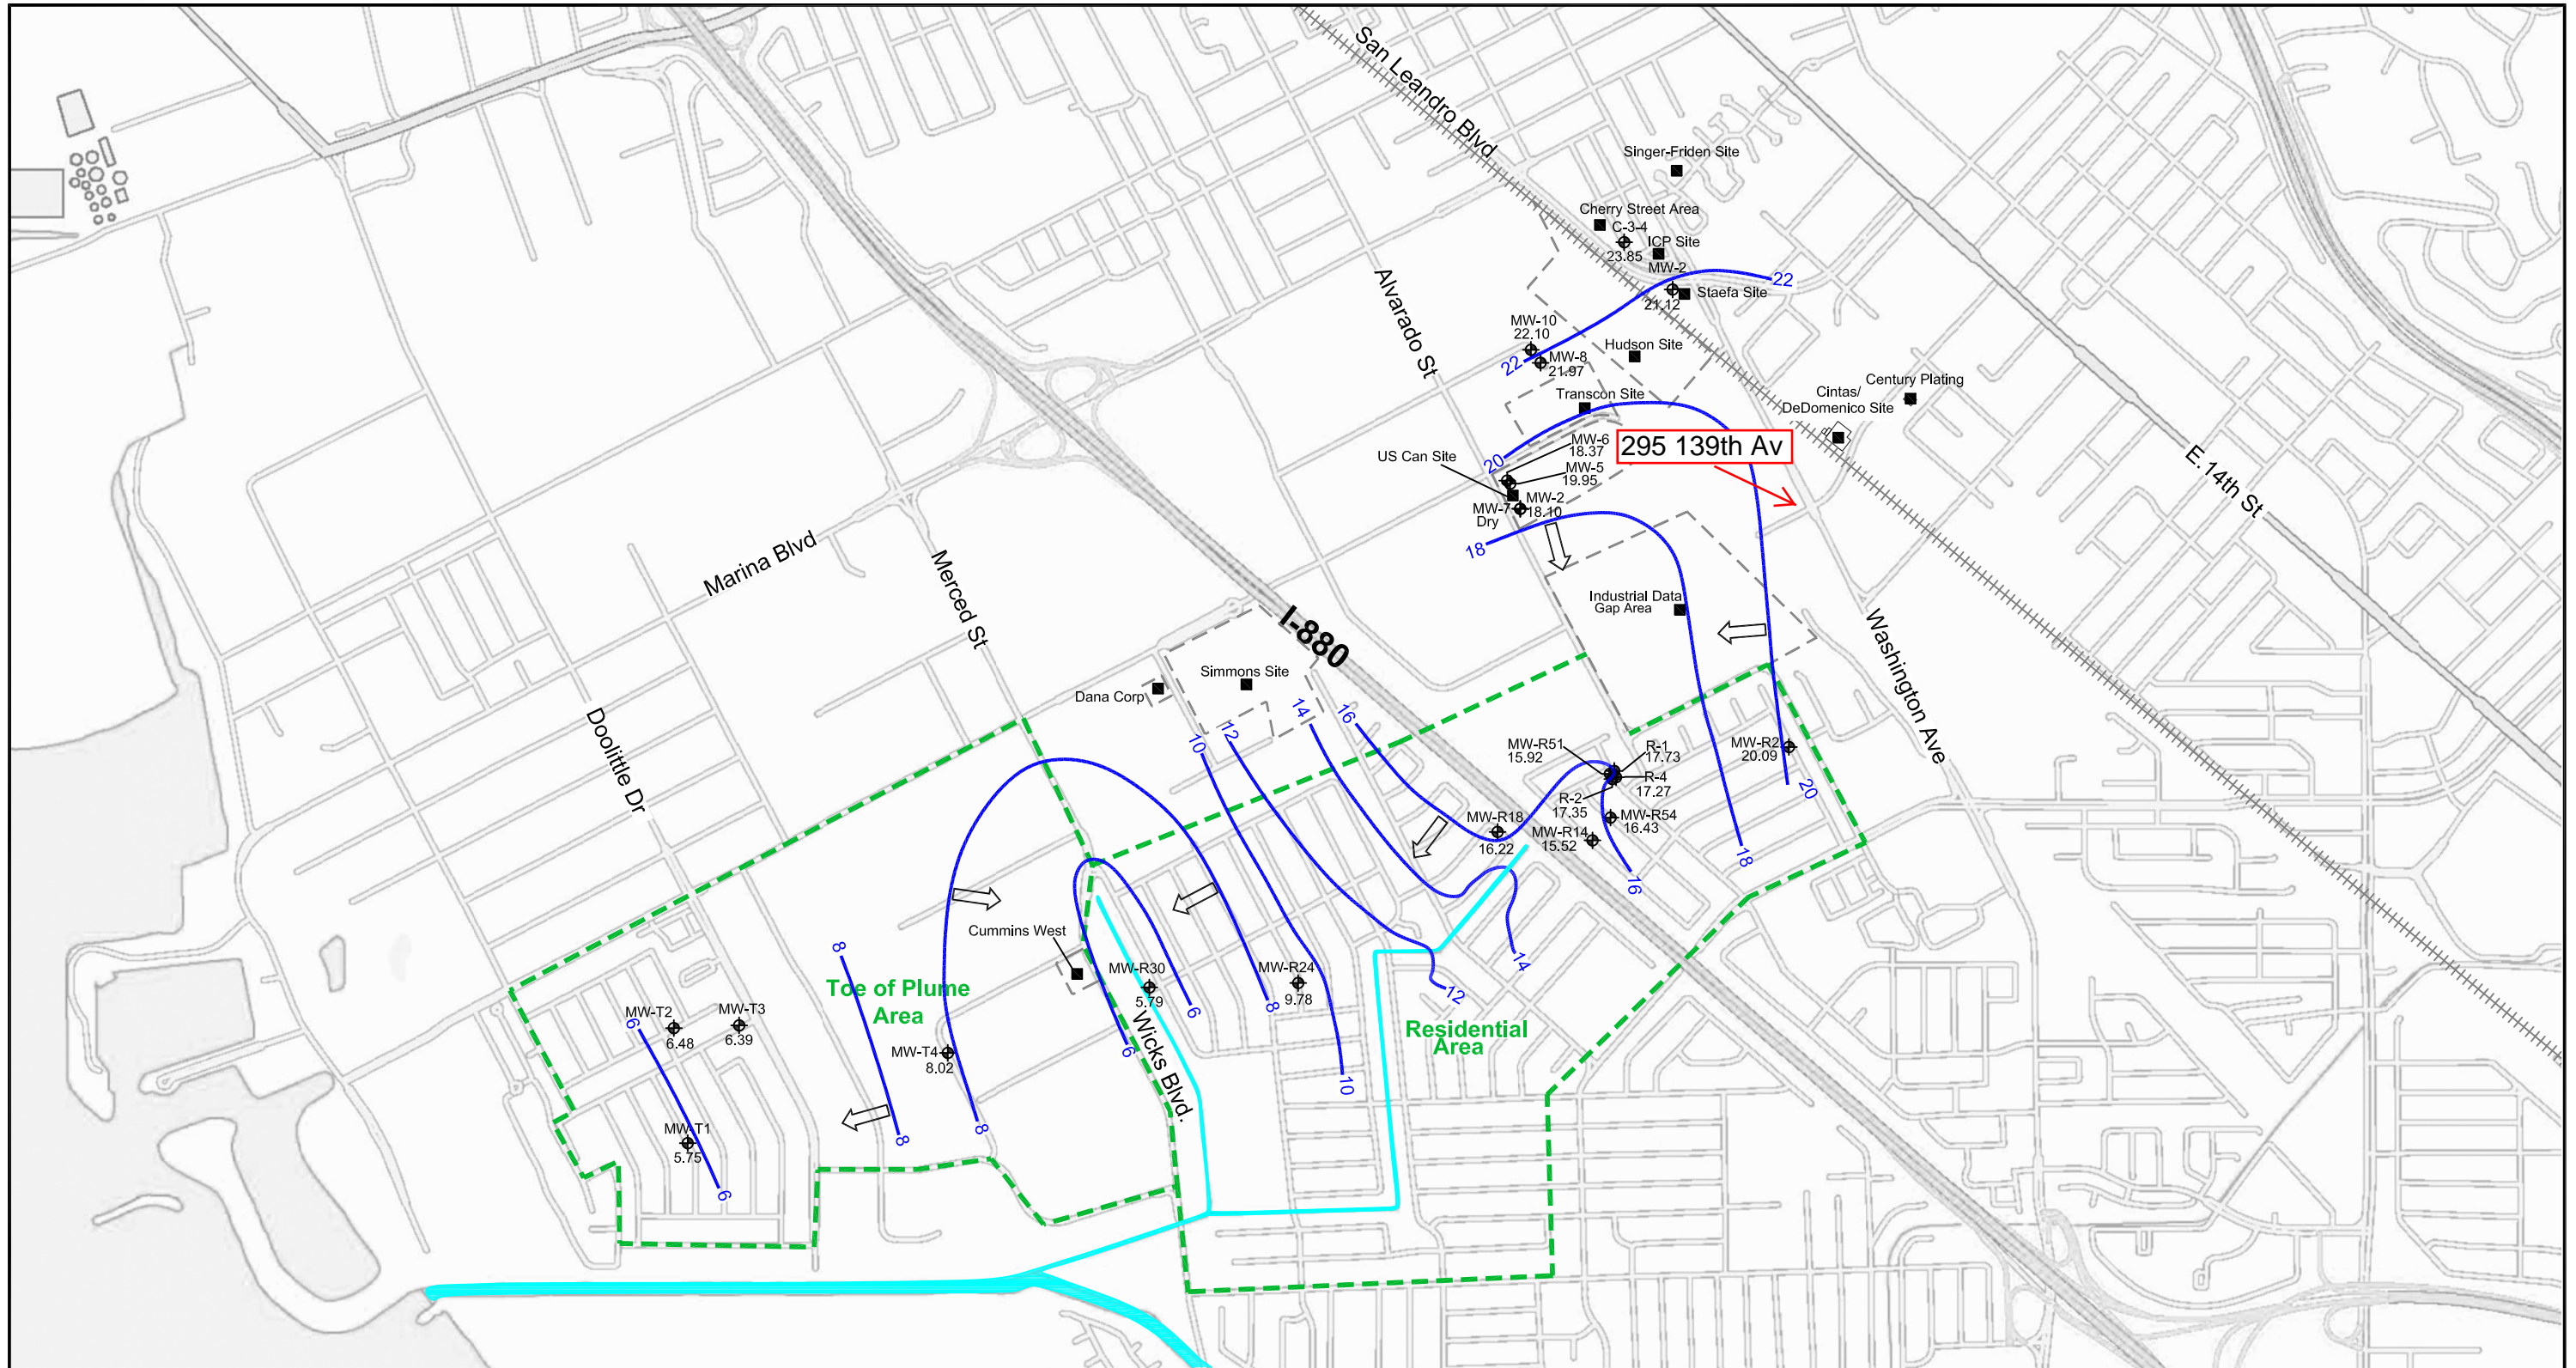 San Leandro Blvd
Singer-Friden Site
Cherry Street Area
C-3-4
23.85
ICP Site
MW-2
21.12
Staefa Site
22
Alvarado St
MW-10
22.10
MW-8
21.97
22
Hudson Site
Transcon Site
Century Plating
Cintas/
DeDomenico Site
MW-6
18.37
295 139th Av
US Can Site
20
MW-5
19.95
E.14th St
MW-7
Dry
MW-2
18.10
18
Marina Blvd
Merced St
I-880
Industrial Data
Gap Area
Washington Ave
Simmons Site
Dana Corp
Doolittle Dr
10
12
14
16
MW-R51
15.92
R-1
17.73
R-4
17.27
R-2
17.35
MW-R2
20.09
20
MW-R18
16.22
MW-R14
15.52
MW-R54
16.43
18
16
Cummins West
8
Toe of Plume
Area
MW-R30
5.79
MW-R24
9.78
14
12
6
8
MW-T2
6.48
MW-T3
6.39
6
MW-T4
8.02
Wicks Blvd.
6
Residential
Area
10
MW-T1
5.75
8
8
6